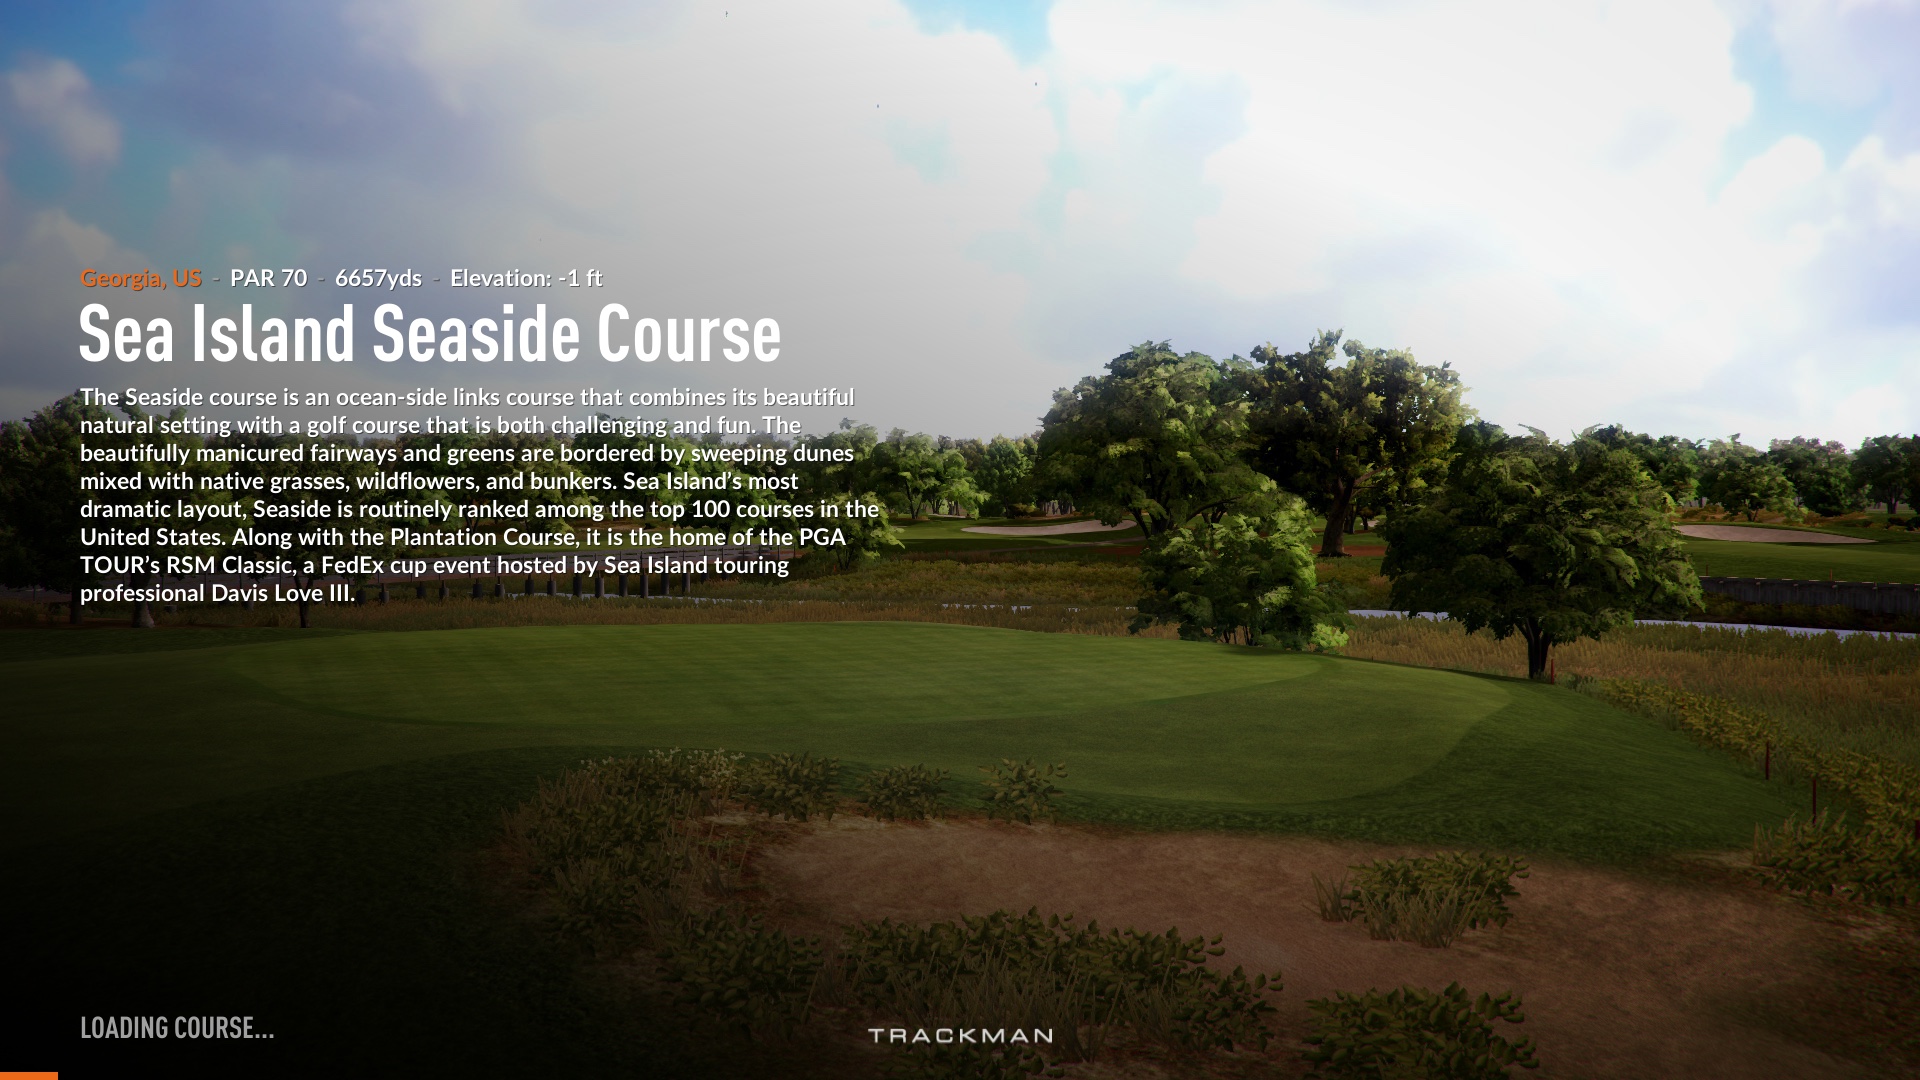 Georgia, US - PAR 70 - 6657yds - Elevation: -1 ft
Sea Island Seaside Course
The Seaside course is an ocean-side links course that combines its beautiful
natural setting with a golf course that is both challenging and fun. The
beautifully manicured fairways and greens are bordered by sweeping dunes
mixed with native grasses, wildflowers, and bunkers. Sea Island’s most
dramatic layout, Seaside is routinely ranked among the top 100 courses in the
United States. Along with the Plantation Course, it is the home of the PGA
TOUR’s RSM Classic, a FedEx cup event hosted by Sea Island touring
professional Davis Love III.
LOADING COURSE...
TRACKMAN